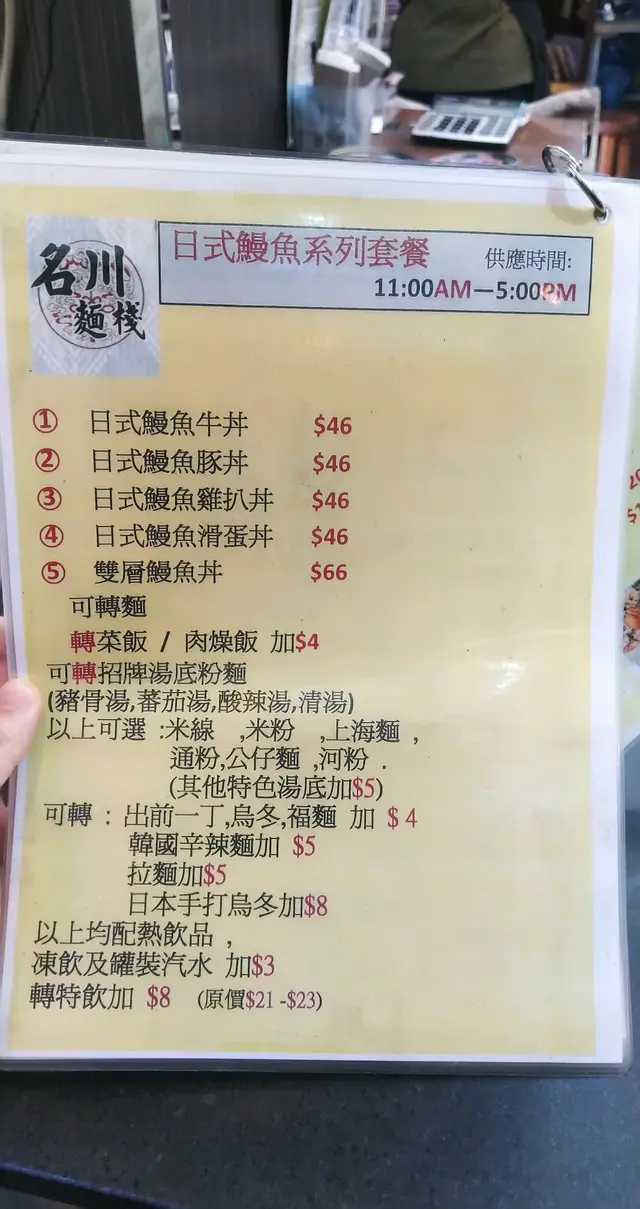 名川
麵棧
日式鰻魚系列套餐 供應時間:
11:00AM—5:00PM
① 日式鰻魚牛丼 $46
② 日式鰻魚豚丼 $46
③ 日式鰻魚雞扒丼 $46
④ 日式鰻魚滑蛋丼 $46
⑤ 雙層鰻魚丼 $66
可轉麵
轉菜飯 / 肉燥飯 加$4
可轉招牌湯底粉麵
(豬骨湯,蕃茄湯,酸辣湯,清湯)
以上可選 :米線 ,米粉 ,上海麵 ,
通粉,公仔麵 ,河粉 .
(其他特色湯底加$5)
可轉 : 出前一丁,烏冬,福麵 加 $4
韓國辛辣麵加 $5
拉麵加$5
日本手打烏冬加$8
以上均配熱飲品 ,
凍飲及罐裝汽水 加$3
轉特飲加 $8 (原價$21 -$23)